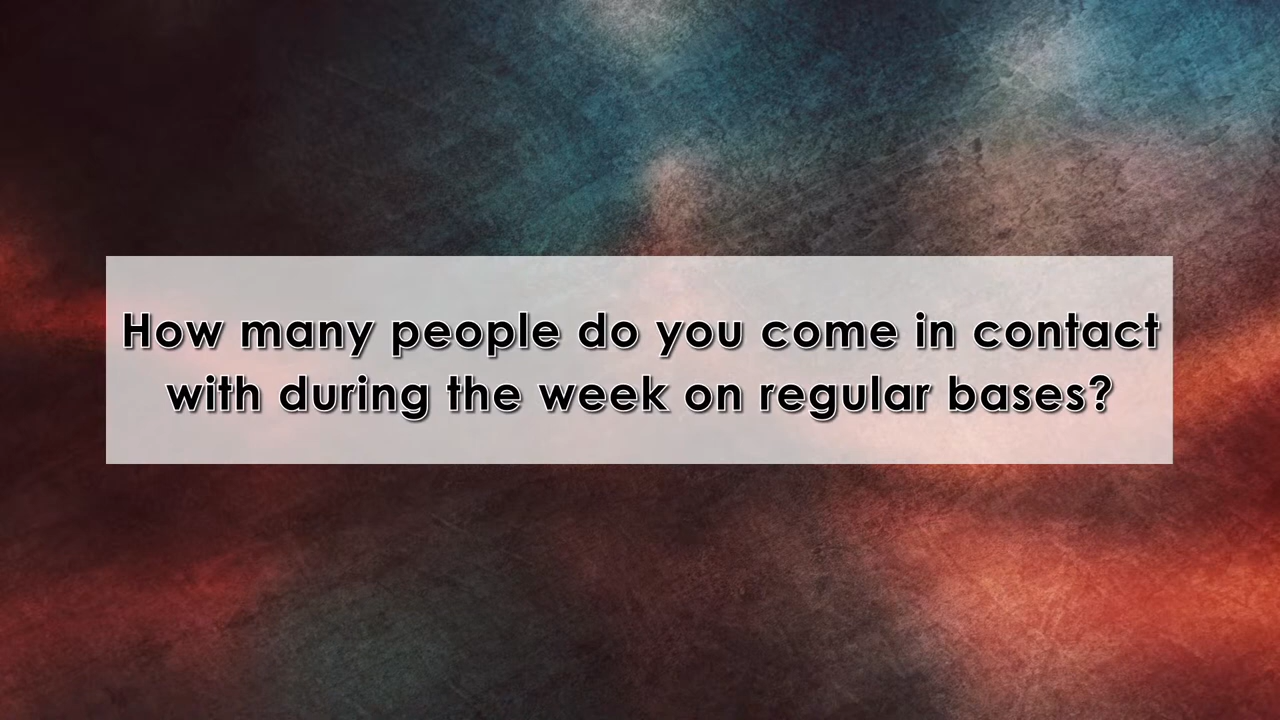 How many people do you come in contact
with during the week on regular bases?